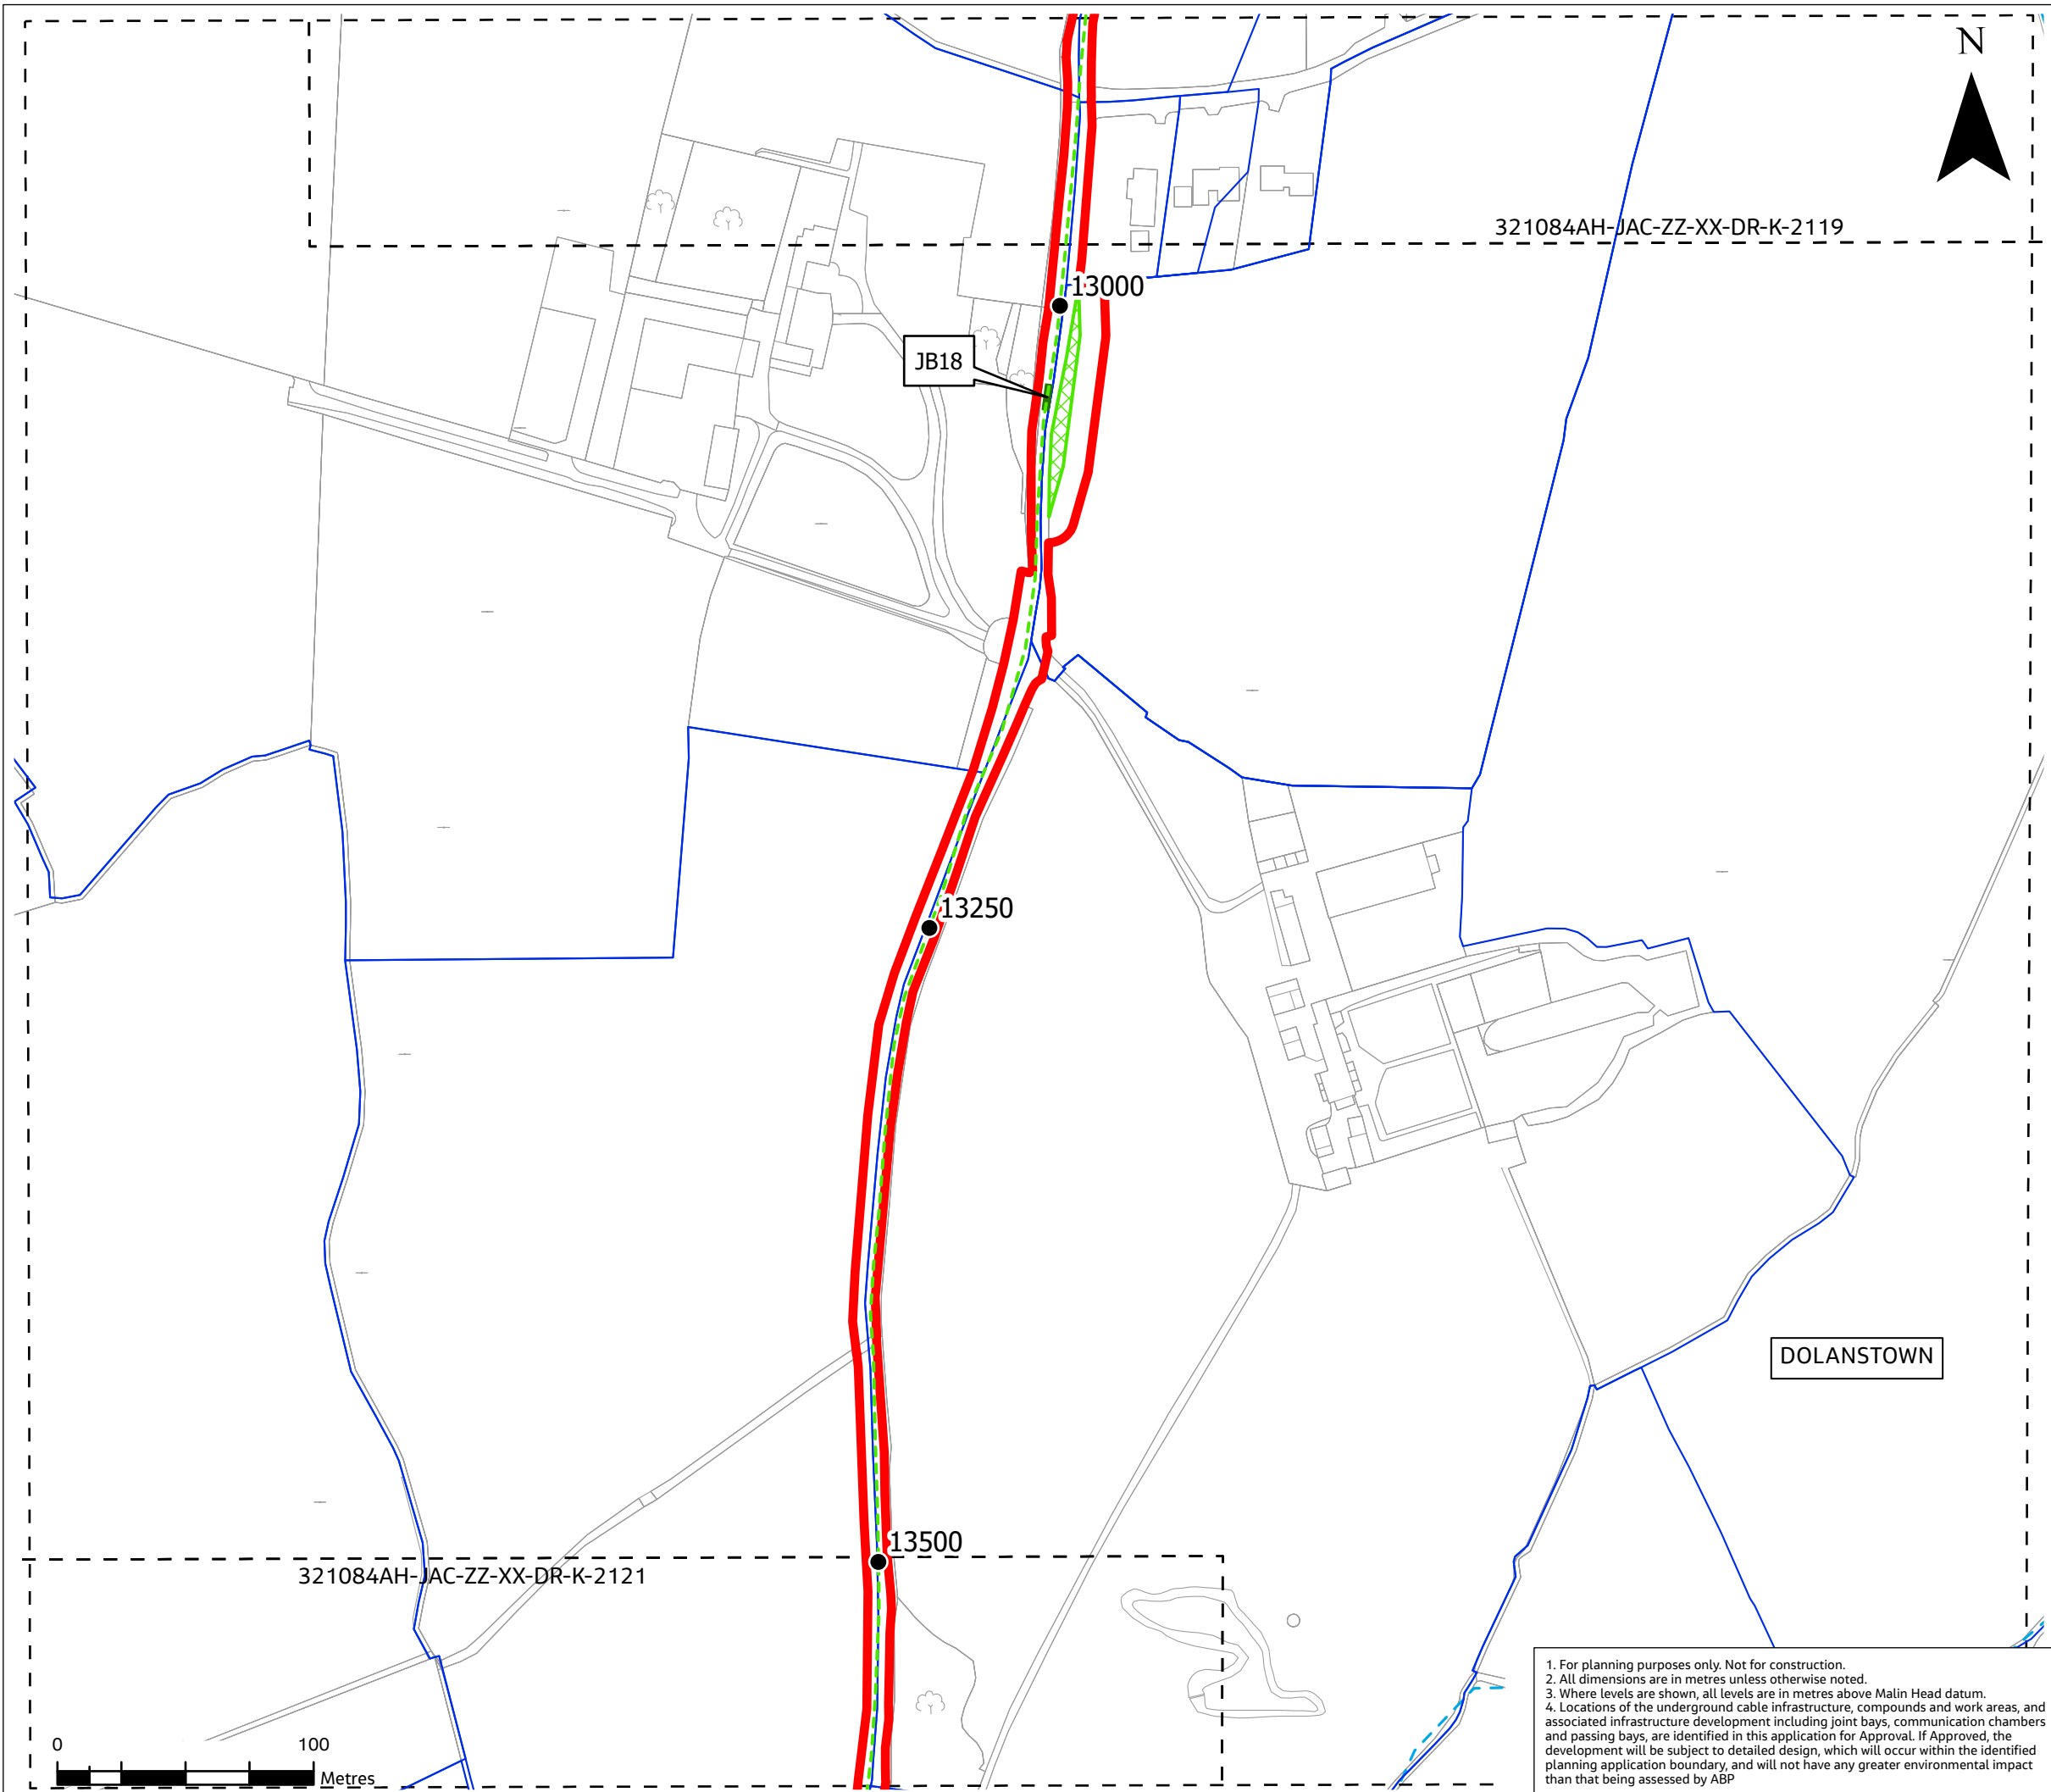 N
321084AH-JAC-ZZ-XX-DR-K-2119
13000
JB18
13250
DOLANSTOWN
13500
321084AH-JAC-ZZ-XX-DR-K-2121
0 100
Metres
1. For planning purposes only. Not for construction.
2. All dimensions are in metres unless otherwise noted.
3. Where levels are shown, all levels are in metres above Malin Head datum.
4. Locations of the underground cable infrastructure, compounds and work areas, and
associated infrastructure development including joint bays, communication chambers
and passing bays, are identified in this application for Approval. If Approved, the
development will be subject to detailed design, which will occur within the identified
planning application boundary, and will not have any greater environmental impact
than that being assessed by ABP